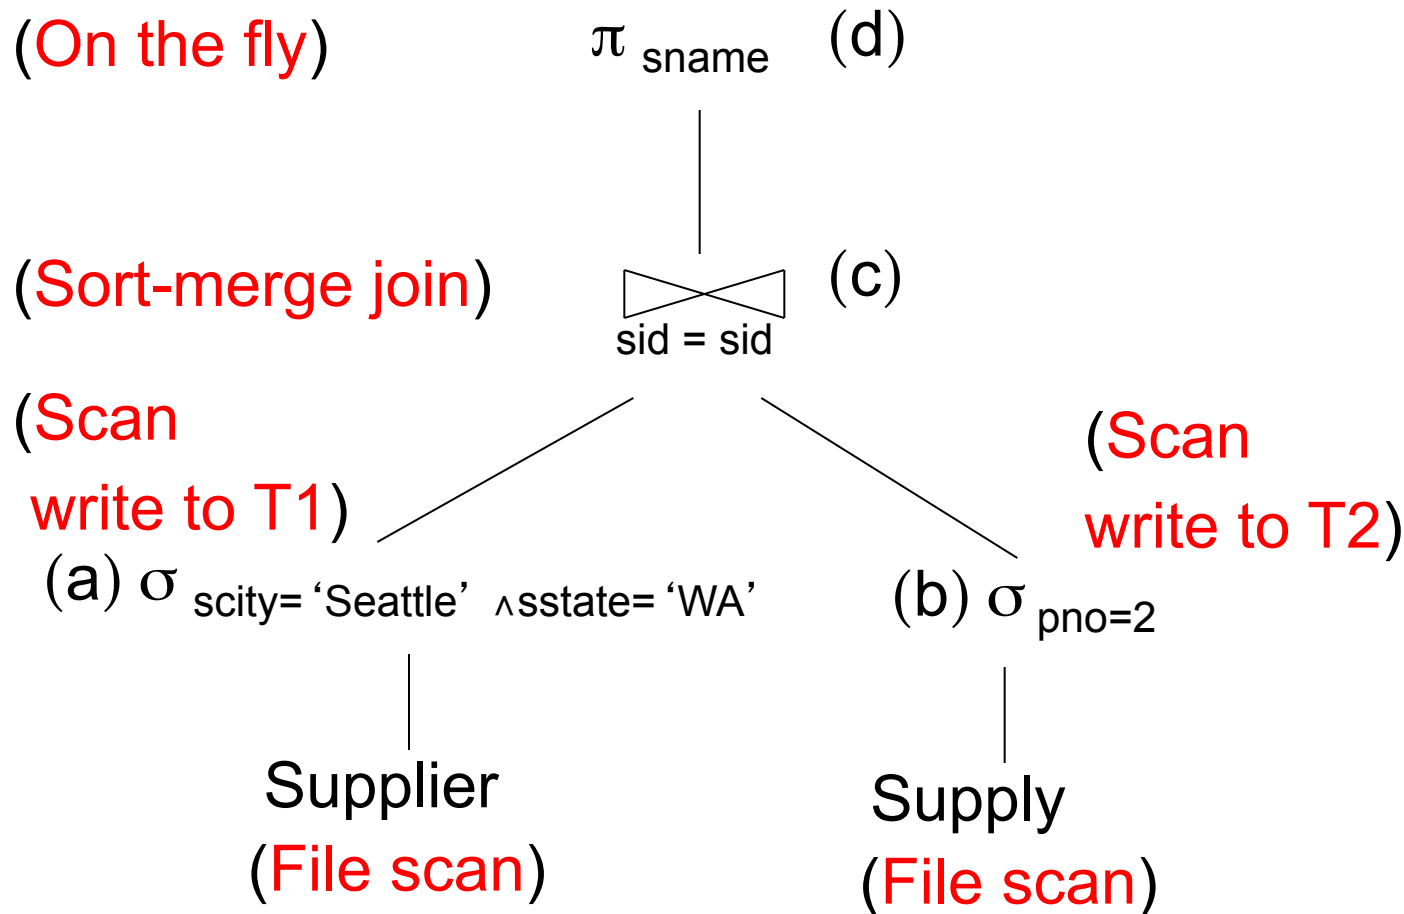 (On the fly) π sname (d)
(Sort-merge join) (c)
sid = sid
(Scan
write to T1)
(Scan
write to T2)
(a) σ scity= ‘Seattle’ ∧sstate= ‘WA’
(b) σ pno=2
Supplier
(File scan)
Supply
(File scan)